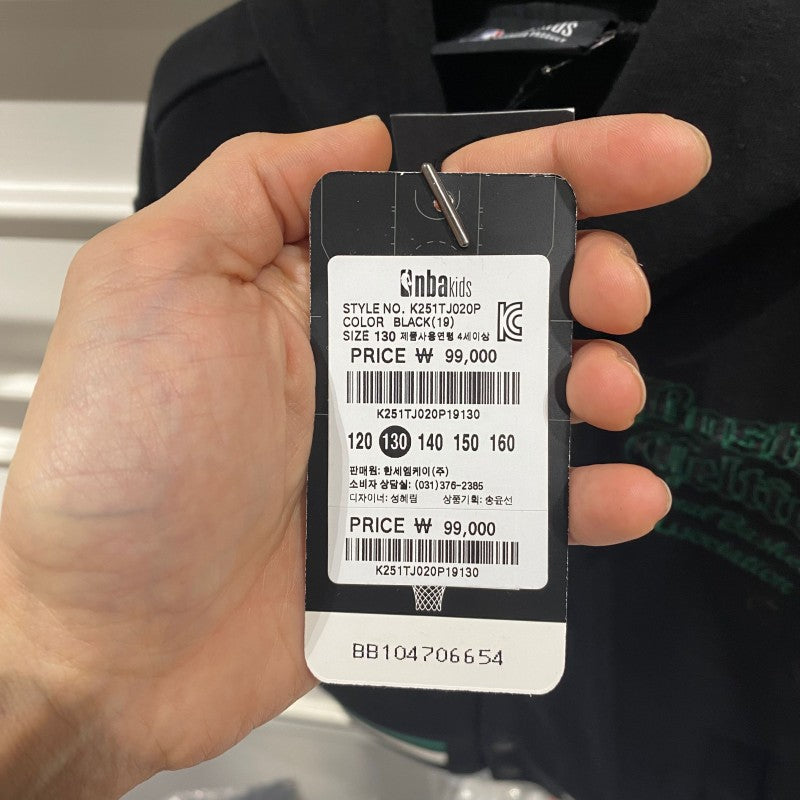 nbakids
STYLE NO. K251TJ020P
COLOR BLACK(19)
SIZE 130 제품사용연령 4세이상
PRICE ₩ 99,000
K251TJ020P19130
120 130 140 150 160
판매원: 한세엠케이(주)
소비자 상담실: (031)376-2385
디자이너: 성혜림 상품기획: 송윤선
PRICE ₩ 99,000
K251TJ020P19130
BB104706654